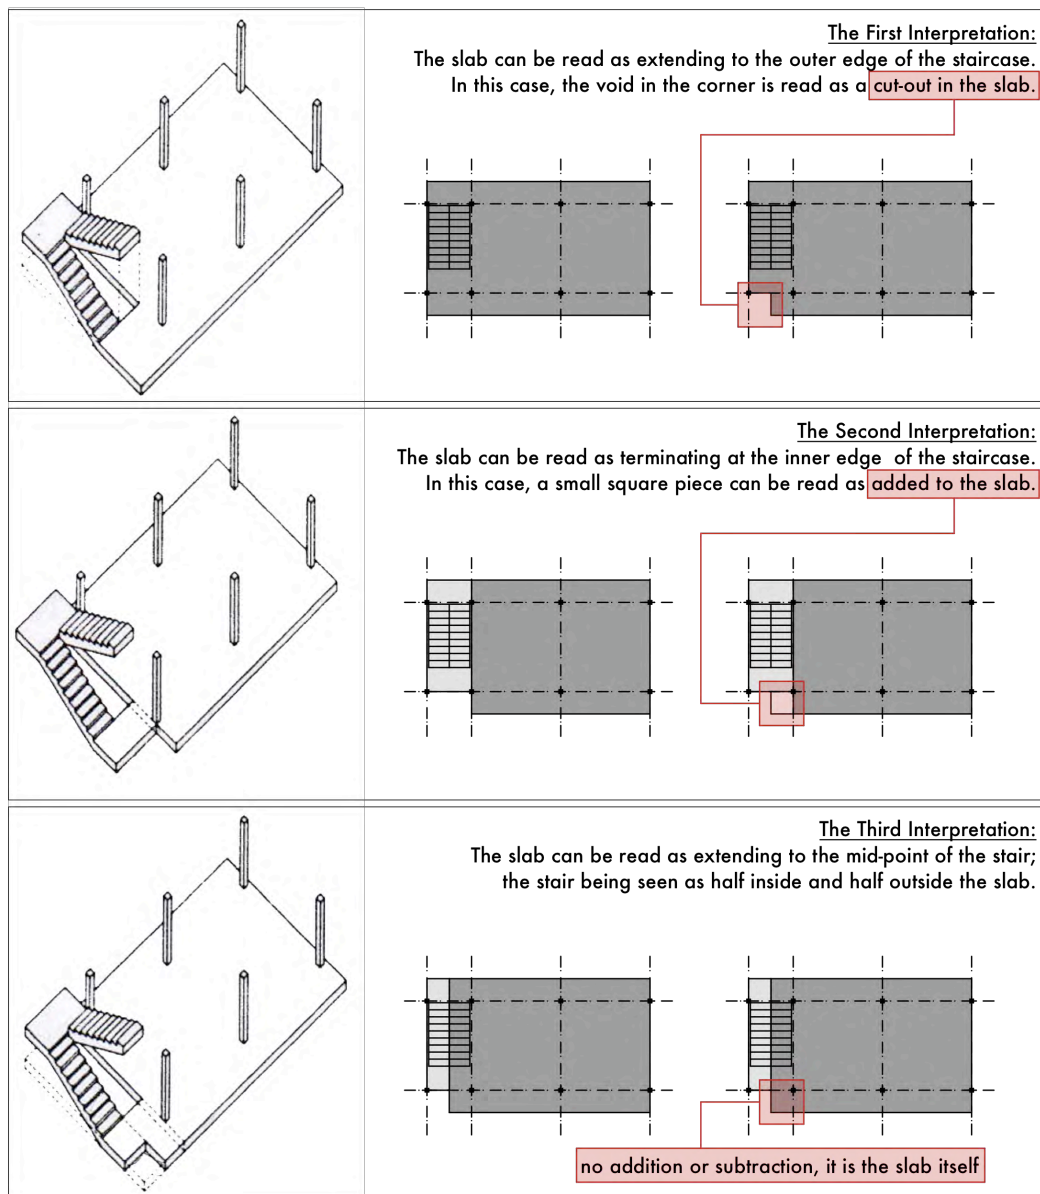 The First Interpretation:
The slab can be read as extending to the outer edge of the staircase.
In this case, the void in the corner is read as a cut-out in the slab.
The Second Interpretation:
The slab can be read as terminating at the inner edge of the staircase.
In this case, a small square piece can be read as added to the slab.
The Third Interpretation:
The slab can be read as extending to the mid-point of the stair;
the stair being seen as half inside and half outside the slab.
no addition or subtraction, it is the slab itself